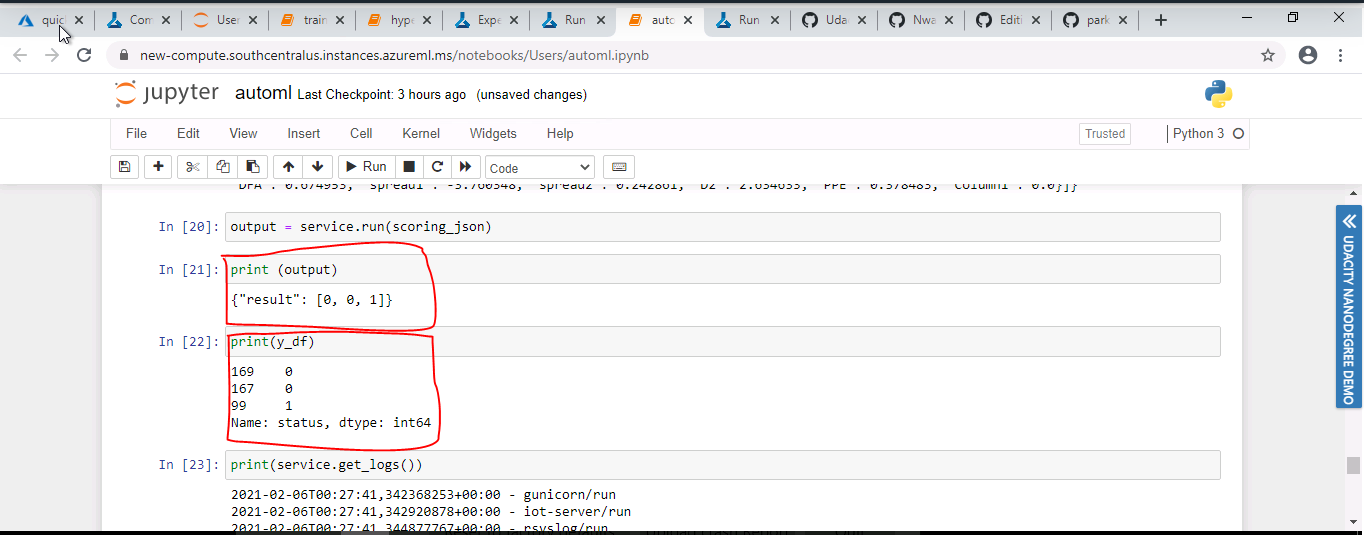 quic
Com
User
train
hype
Expe
Run
auto
Run
Uda
Nwa
Editi
park
new-compute.southcentralus.instances.azureml.ms/notebooks/Users/automl.ipynb
jupyter automl Last Checkpoint: 3 hours ago (unsaved changes)
File Edit View Insert Cell Kernel Widgets Help Trusted Python 3
Run Code
'DFA': 0.674953, 'spread1': -3.760348, 'spread2': 0.242861, 'D2': 2.634633, 'PPE': 0.378483, 'Column1': 0.0}]}
In [20]: output = service.run(scoring_json)
In [21]: print (output)
{"result": [0, 0, 1]}
In [22]: print(y_df)
169 0
167 0
99 1
Name: status, dtype: int64
In [23]: print(service.get_logs())
2021-02-06T00:27:41,342368253+00:00 - gunicorn/run
2021-02-06T00:27:41,342920878+00:00 - iot-server/run
2021-02-06T00:27:41,344877767+00:00 - rsyslog/run
UDACITY NANODEGREE DEMO